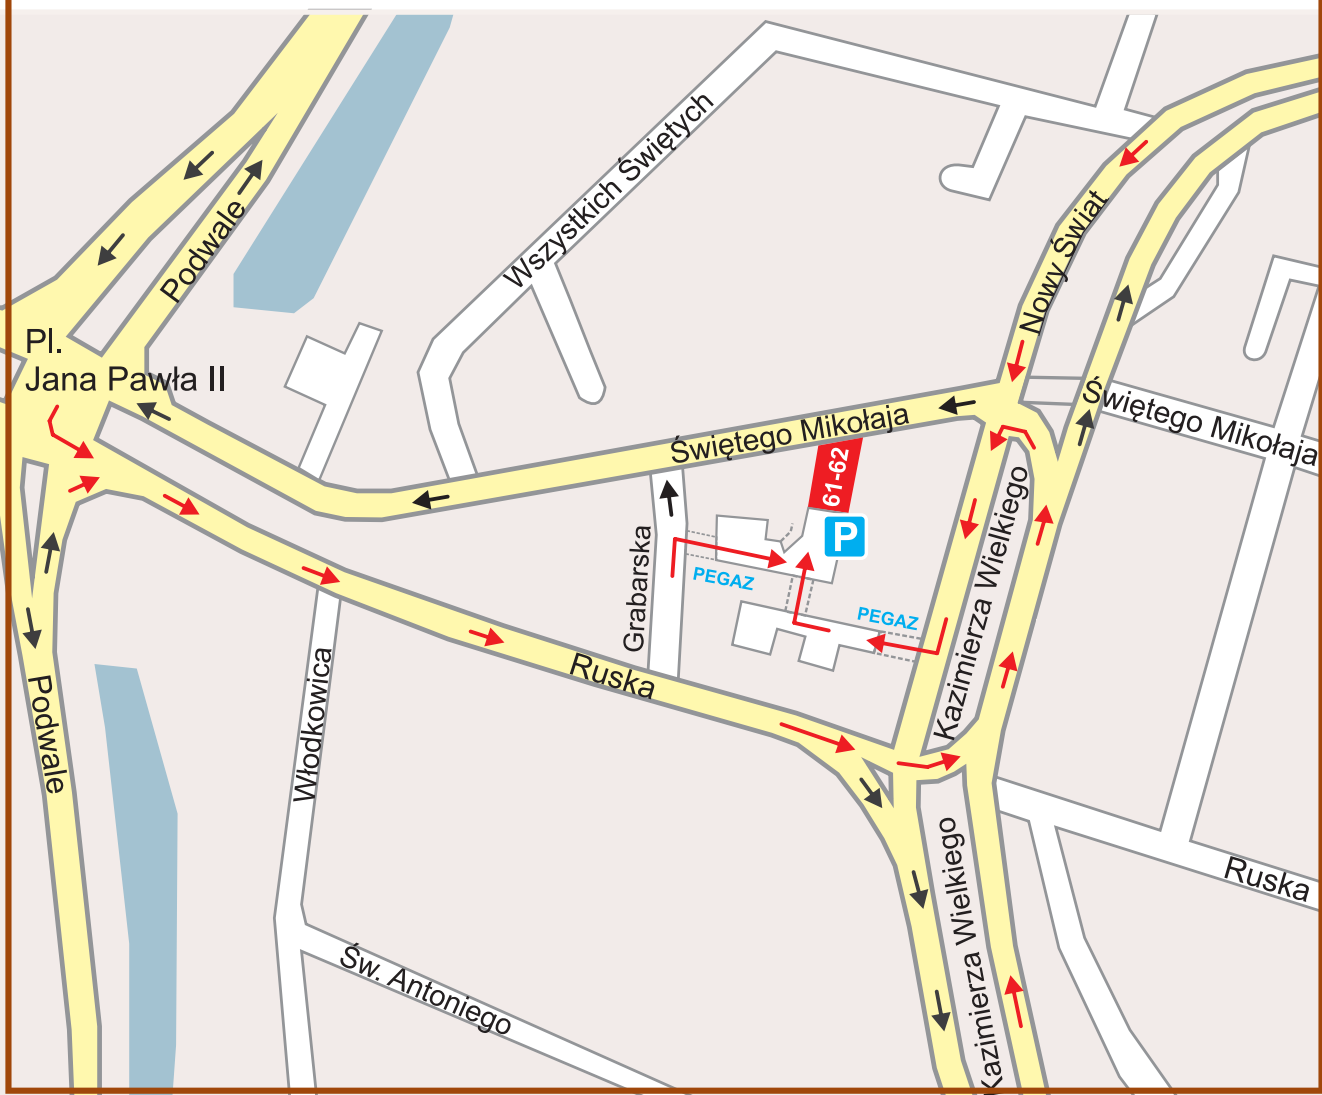 Wszystkich Świętych
Podwale
Nowy Świat
Pl.
Jana Pawła II
Świętego Mikołaja
Świętego Mikołaja
61-62
P
Kazimierza Wielkiego
Grabarska
PEGAZ
PEGAZ
Ruska
Podwale
Włodkowica
Kazimierza Wielkiego
Ruska
Św. Antoniego